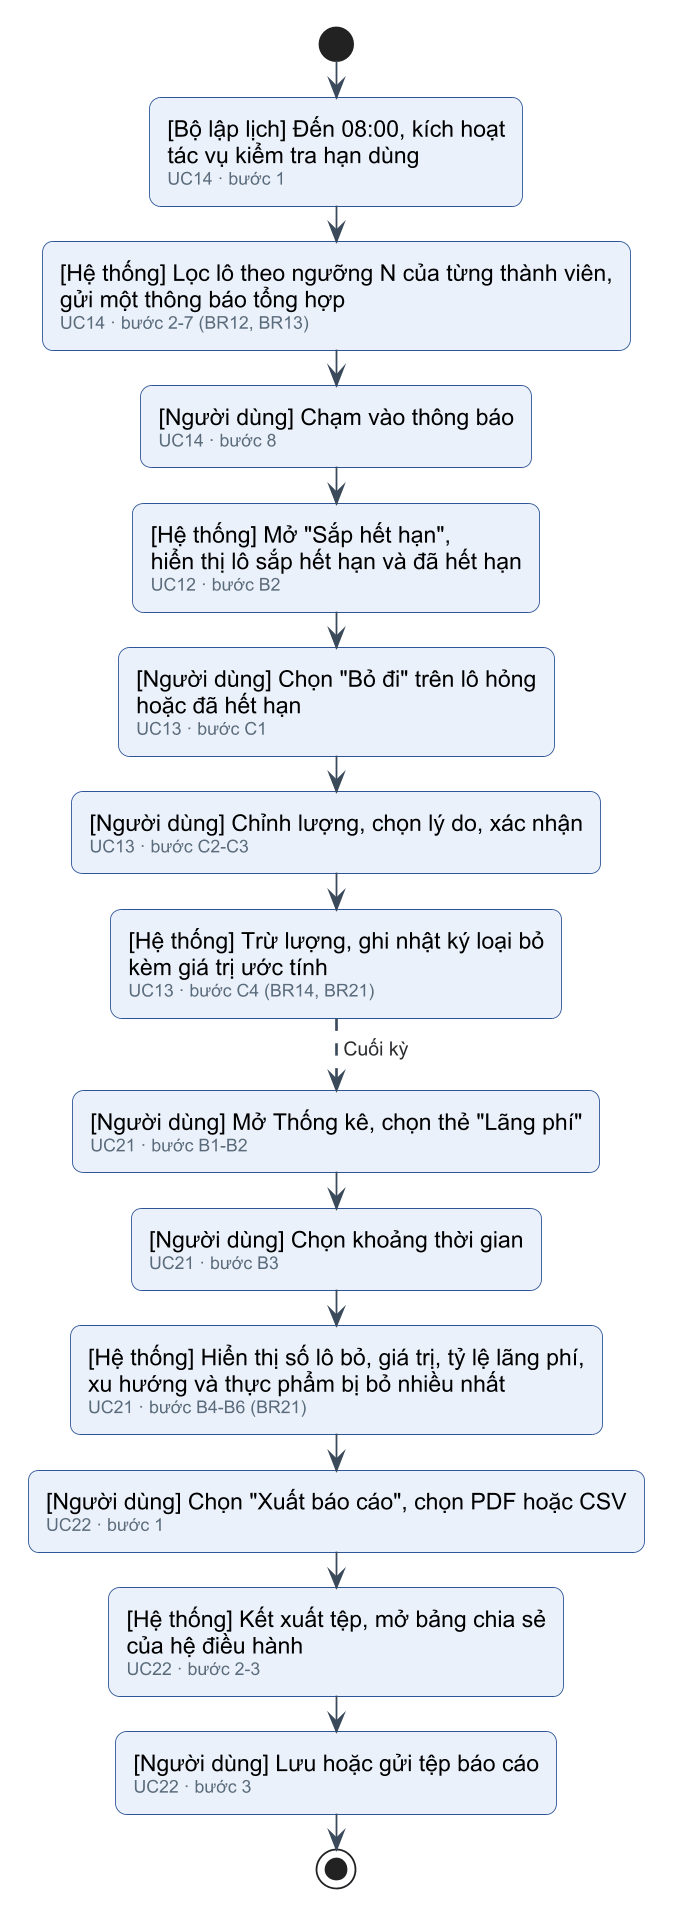 [Bộ lập lịch] Đến 08:00, kích hoạt
tác vụ kiểm tra hạn dùng
UC14 · bước 1
[Hệ thống] Lọc lô theo ngưỡng N của từng thành viên,
gửi một thông báo tổng hợp
UC14 · bước 2-7 (BR12, BR13)
[Người dùng] Chạm vào thông báo
UC14 · bước 8
[Hệ thống] Mở "Sắp hết hạn",
hiển thị lô sắp hết hạn và đã hết hạn
UC12 · bước B2
[Người dùng] Chọn "Bỏ đi" trên lô hỏng
hoặc đã hết hạn
UC13 · bước C1
[Người dùng] Chỉnh lượng, chọn lý do, xác nhận
UC13 · bước C2-C3
[Hệ thống] Trừ lượng, ghi nhật ký loại bỏ
kèm giá trị ước tính
UC13 · bước C4 (BR14, BR21)
Cuối kỳ
[Người dùng] Mở Thống kê, chọn thẻ "Lãng phí"
UC21 · bước B1-B2
[Người dùng] Chọn khoảng thời gian
UC21 · bước B3
[Hệ thống] Hiển thị số lô bỏ, giá trị, tỷ lệ lãng phí,
xu hướng và thực phẩm bị bỏ nhiều nhất
UC21 · bước B4-B6 (BR21)
[Người dùng] Chọn "Xuất báo cáo", chọn PDF hoặc CSV
UC22 · bước 1
[Hệ thống] Kết xuất tệp, mở bảng chia sẻ
của hệ điều hành
UC22 · bước 2-3
[Người dùng] Lưu hoặc gửi tệp báo cáo
UC22 · bước 3